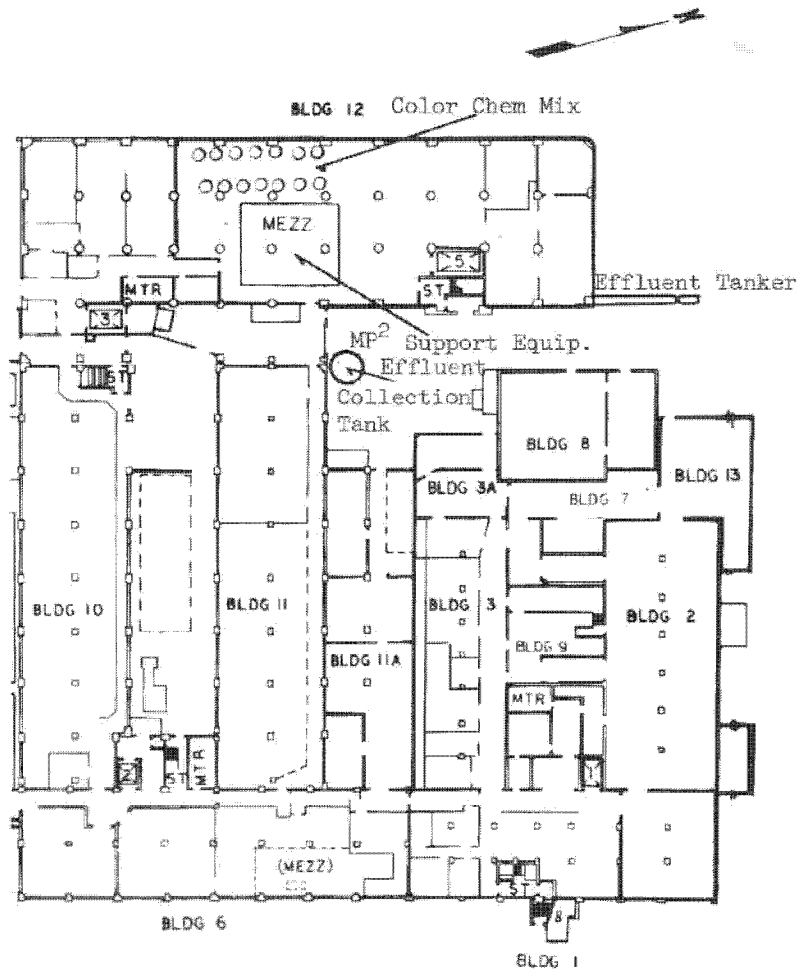 N
BLDG 12 Color Chem Mix
MEZZ
5
MTR
ST
Effluent Tanker
3
MP² Support Equip.
Effluent
Collection
Tank
ST
BLDG 8
BLDG 3A
BLDG 7
BLDG 13
BLDG 10
BLDG 11
BLDG 3
BLDG 2
BLDG 9
BLDG 11A
MTR
MTR
2
ST
1
(MEZZ)
ST
8
BLDG 6
BLDG 1